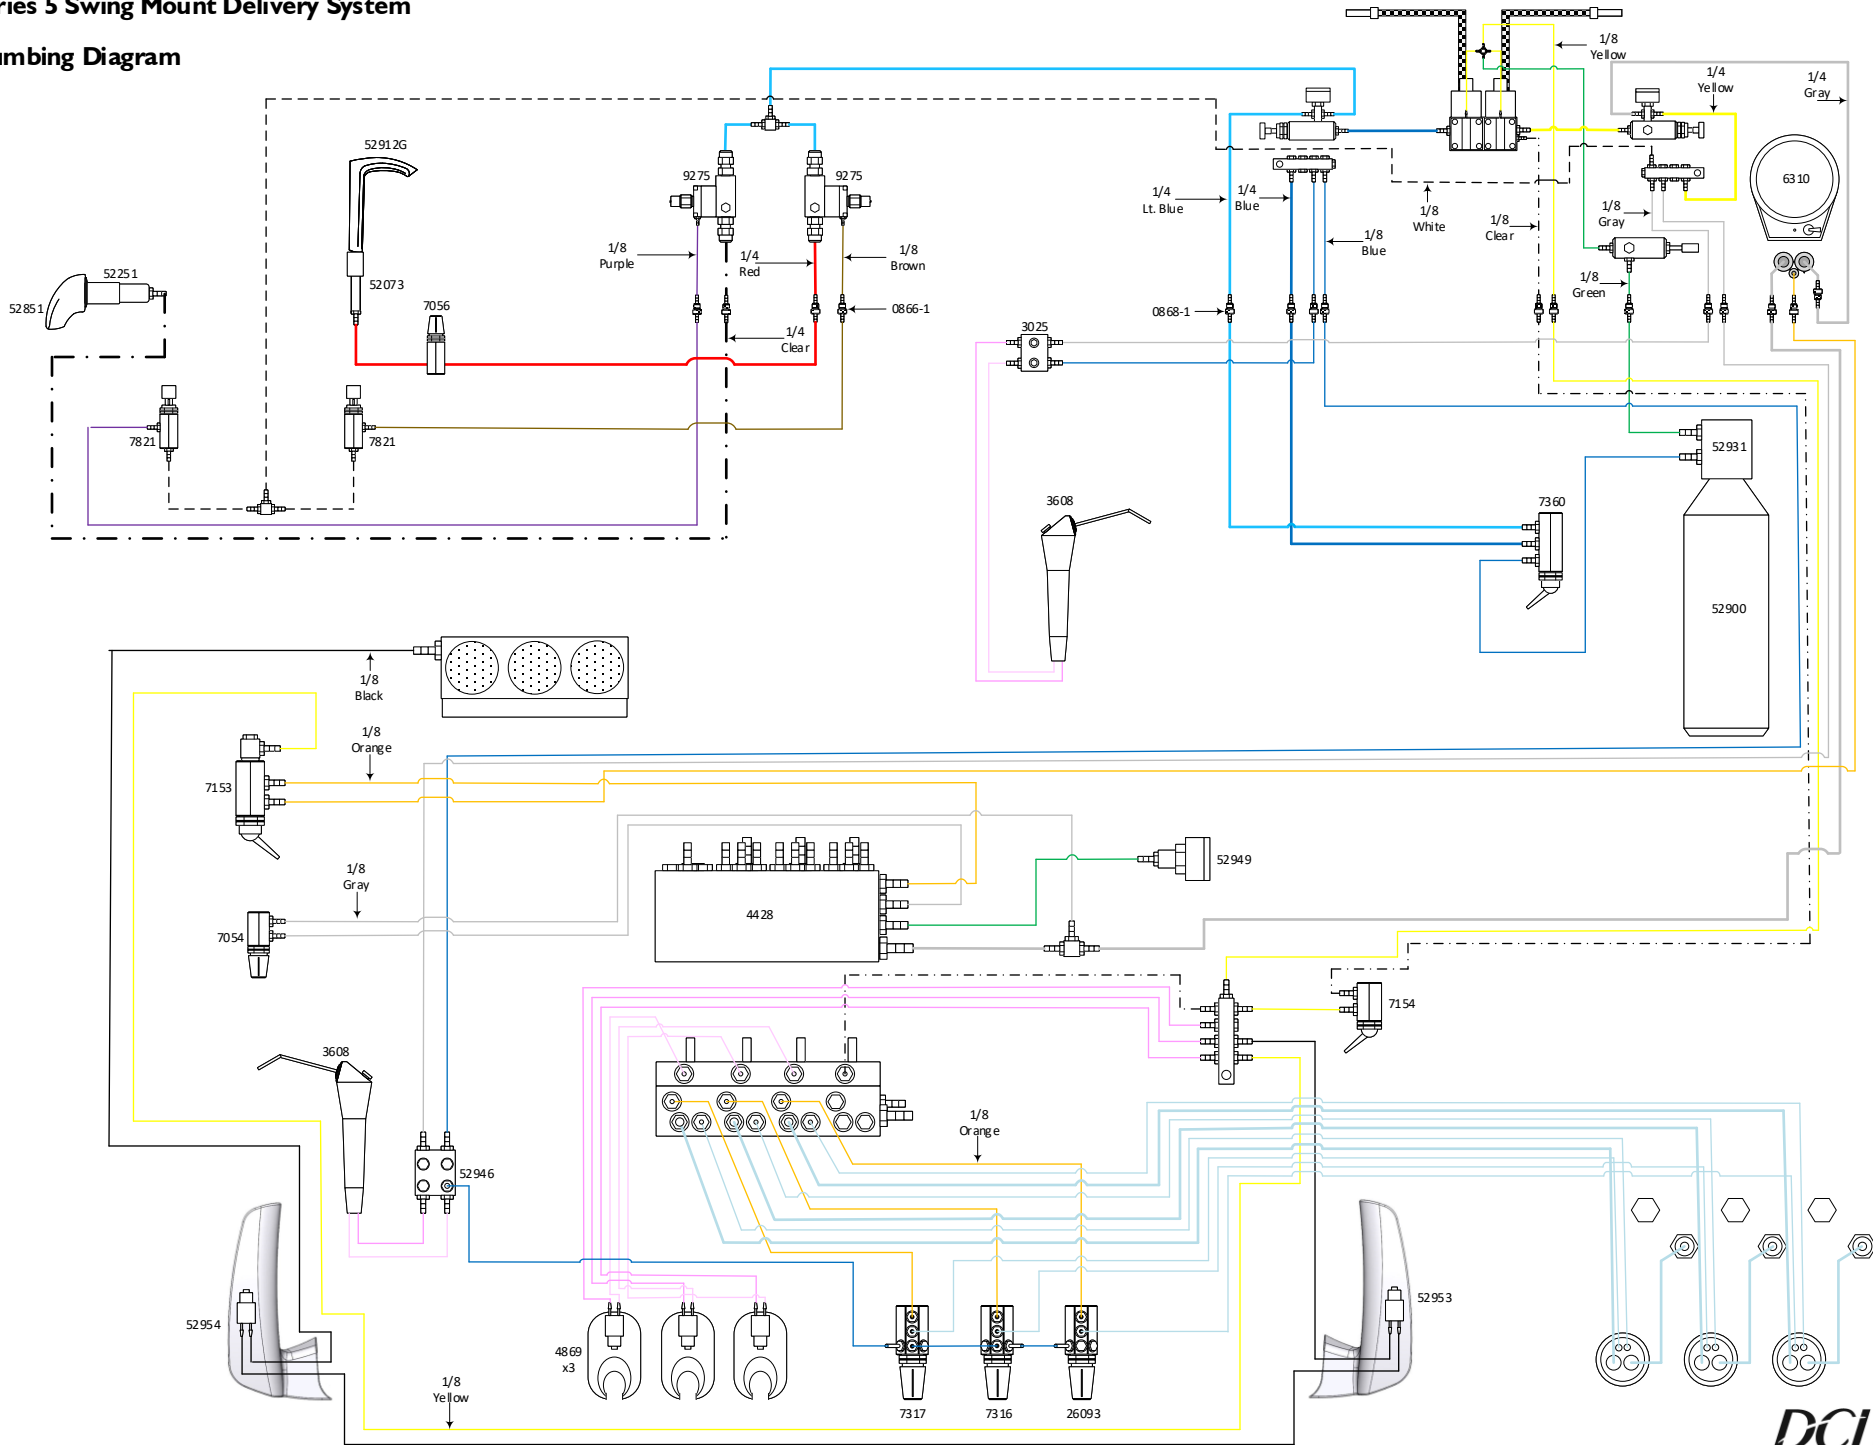 ries 5 Swing Mount Delivery System
umbing Diagram
1/8
Yellow
1/4
Yellow
1/4
Gray
52912G
9275
9275
6310
1/4
Lt. Blue
1/4
Blue
1/8
White
1/8
Gray
1/8
Clear
1/8
Blue
1/8
Purple
1/4
Red
1/8
Brown
52251
52073
1/8
Green
52851
7056
0866-1
0868-1
3025
1/4
Clear
7821
7821
52931
3608
7360
52900
1/8
Black
1/8
Orange
7153
52949
1/8
Gray
4428
7054
7154
3608
1/8
Orange
52946
52954
52953
4869
x3
1/8
Yellow
7317
7316
26093
DCI